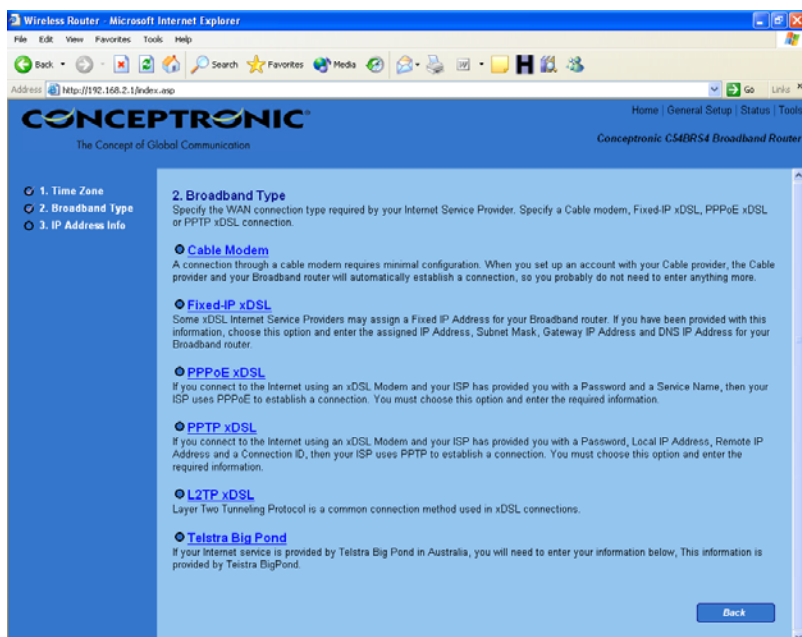 Wireless Router - Microsoft Internet Explorer
File Edit View Favorites Tools Help
Back Search Favorites Media
Address http://192.168.2.1/index.asp Go Links
CONCEPTRONIC
The Concept of Global Communication
Home | General Setup | Status | Tools
Conceptronic C54BRS4 Broadband Router
1. Time Zone
2. Broadband Type
3. IP Address Info
2. Broadband Type
Specify the WAN connection type required by your Internet Service Provider. Specify a Cable modem, Fixed-IP xDSL, PPPoE xDSL
or PPTP xDSL connection.
Cable Modem
A connection through a cable modem requires minimal configuration. When you set up an account with your Cable provider, the Cable
provider and your Broadband router will automatically establish a connection, so you probably do not need to enter anything more.
Fixed-IP xDSL
Some xDSL Internet Service Providers may assign a Fixed IP Address for your Broadband router. If you have been provided with this
information, choose this option and enter the assigned IP Address, Subnet Mask, Gateway IP Address and DNS IP Address for your
Broadband router.
PPPoE xDSL
If you connect to the Internet using an xDSL Modem and your ISP has provided you with a Password and a Service Name, then your
ISP uses PPPoE to establish a connection. You must choose this option and enter the required information.
PPTP xDSL
If you connect to the Internet using an xDSL Modem and your ISP has provided you with a Password, Local IP Address, Remote IP
Address and a Connection ID, then your ISP uses PPTP to establish a connection. You must choose this option and enter the
required information.
L2TP xDSL
Layer Two Tunneling Protocol is a common connection method used in xDSL connections.
Telstra Big Pond
If your Internet service is provided by Telstra Big Pond in Australia, you will need to enter your information below, This information is
provided by Teistra BigPond.
Back